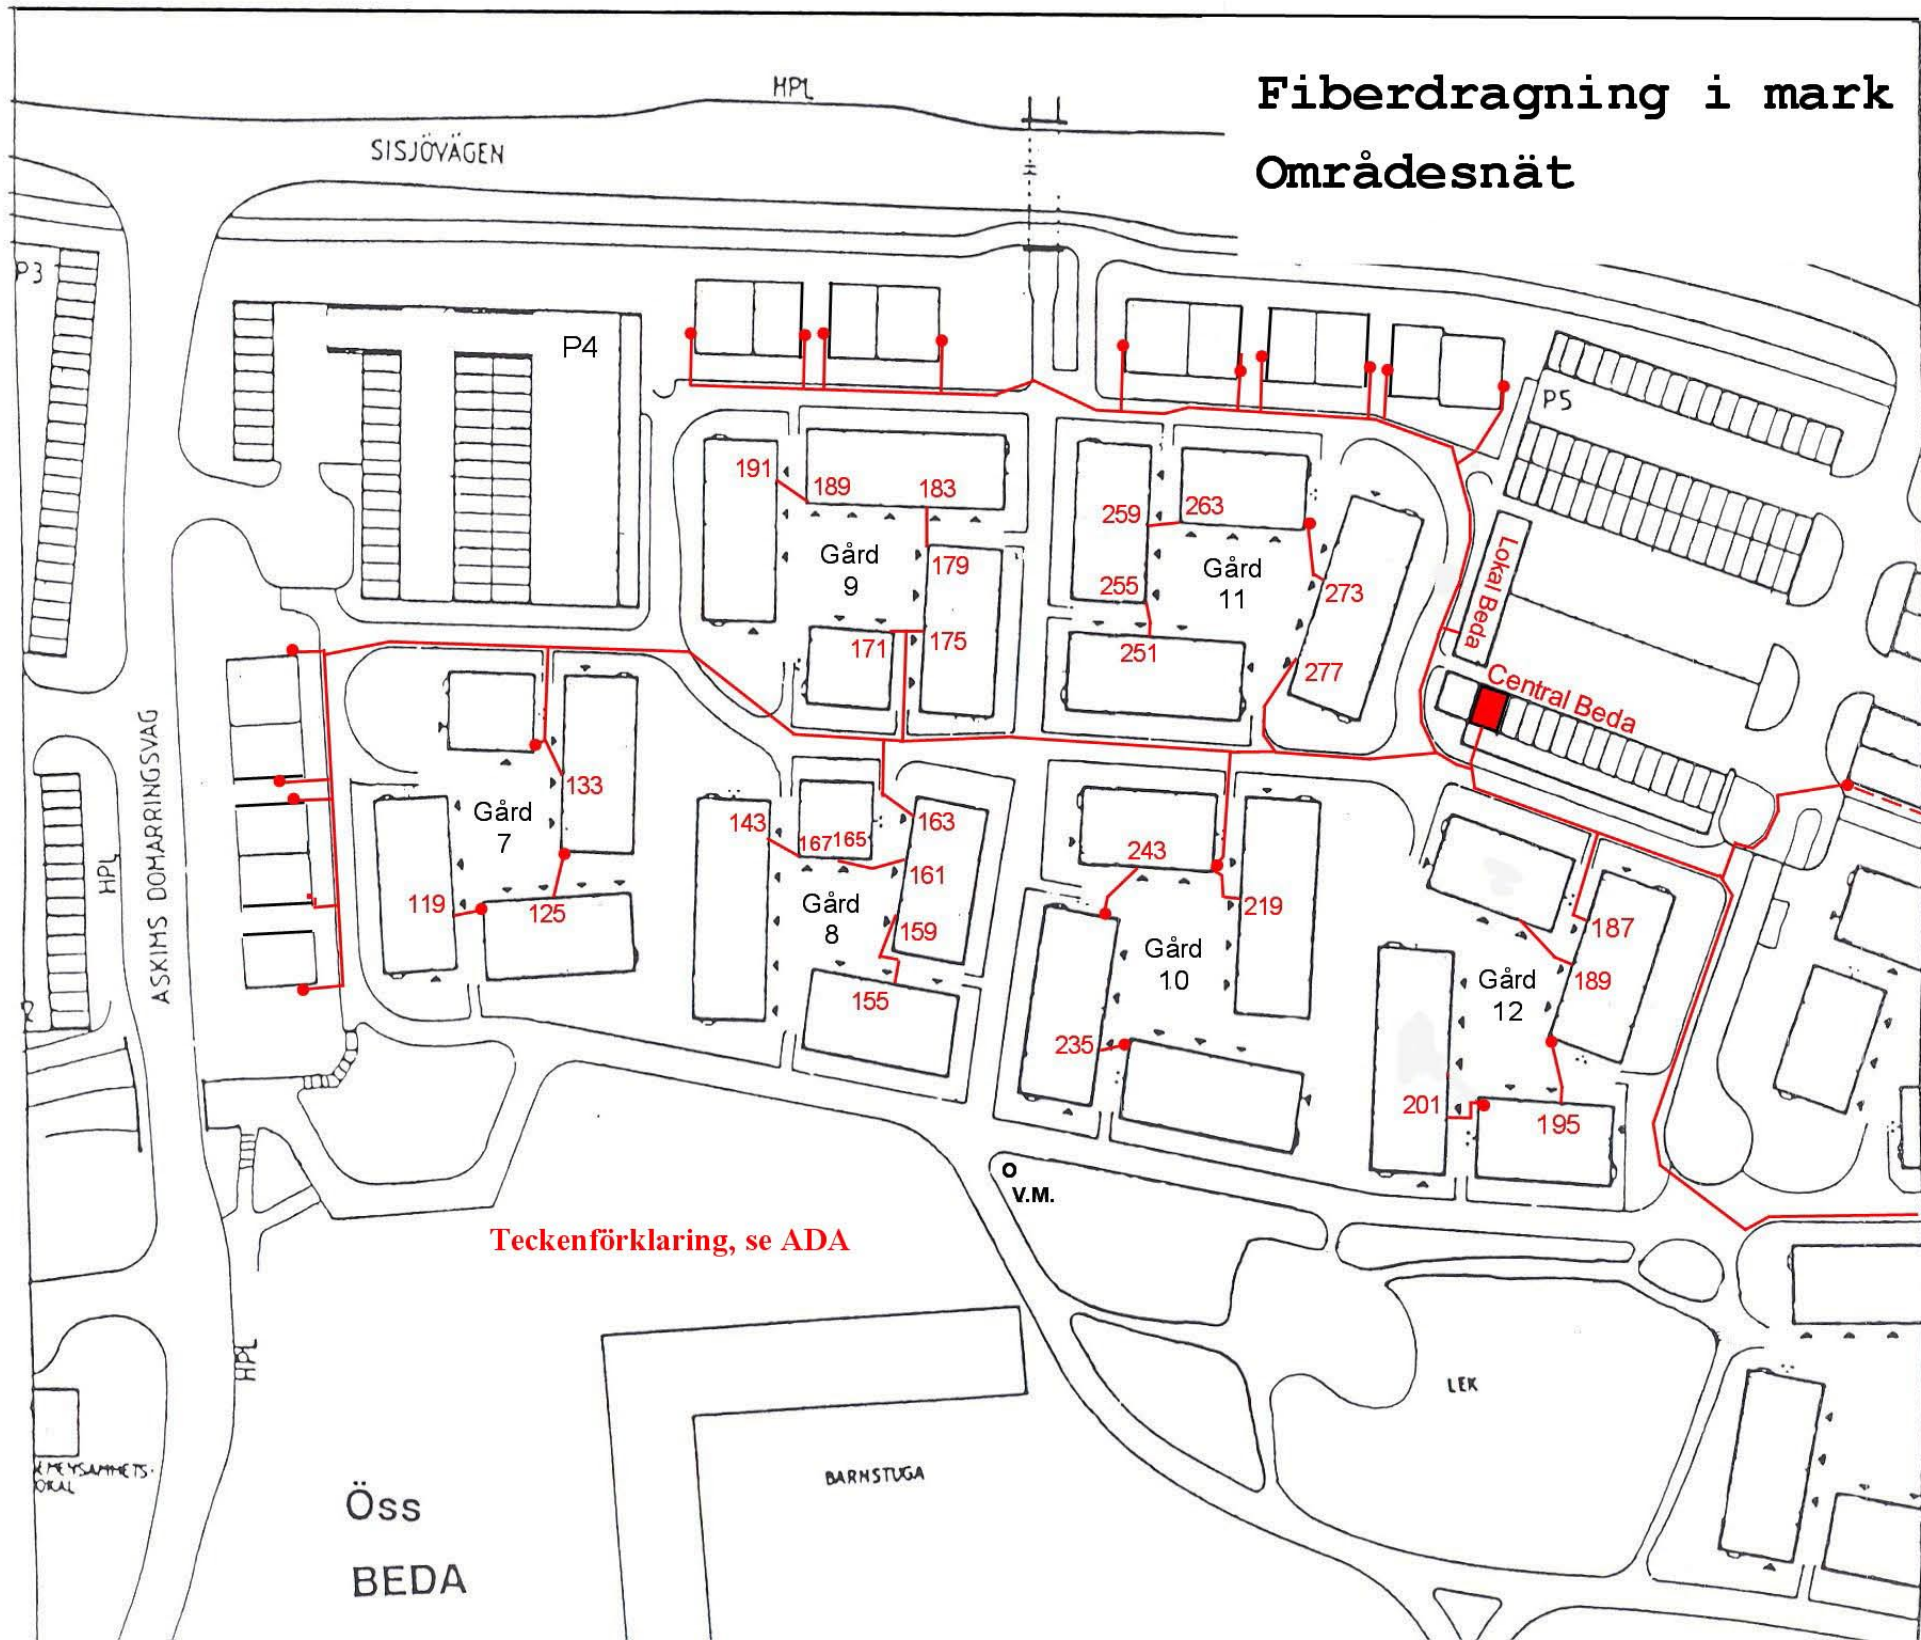 Fiberdragning i mark
Områdesnät
HPL
SISJÖVÄGEN
P3
P4
P5
191
189
183
Gård
9
179
175
171
259
263
255
Gård
11
273
251
277
Lokal Beda
Central Beda
ASKIMS DOMARRINGSVÄG
HPL
133
Gård
7
119
125
143
167
165
163
161
Gård
8
159
155
243
219
Gård
10
235
187
189
Gård
12
201
195
V.M.
Teckenförklaring, se ADA
HPL
LEK
BARNSTUGA
Öss
BEDA